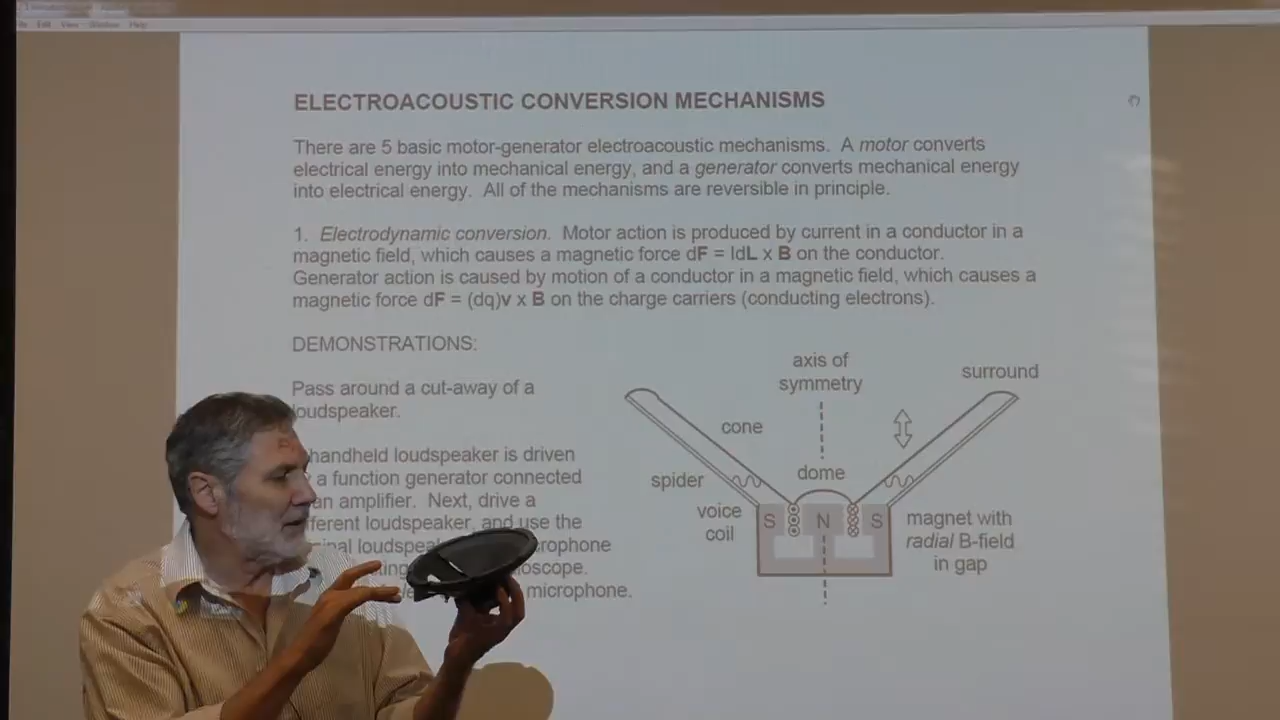 File Edit View Window Help
ELECTROACOUSTIC CONVERSION MECHANISMS
There are 5 basic motor-generator electroacoustic mechanisms. A motor converts
electrical energy into mechanical energy, and a generator converts mechanical energy
into electrical energy. All of the mechanisms are reversible in principle.
1. Electrodynamic conversion. Motor action is produced by current in a conductor in a
magnetic field, which causes a magnetic force dF = IdL x B on the conductor.
Generator action is caused by motion of a conductor in a magnetic field, which causes a
magnetic force dF = (dq)v x B on the charge carriers (conducting electrons).
DEMONSTRATIONS:
Pass around a cut-away of a
loudspeaker.
handheld loudspeaker is driven
a function generator connected
an amplifier. Next, drive a
loudspeaker, and use the
microphone.
axis of
symmetry
surround
cone
dome
spider
voice
coil
S N S
magnet with
radial B-field
in gap